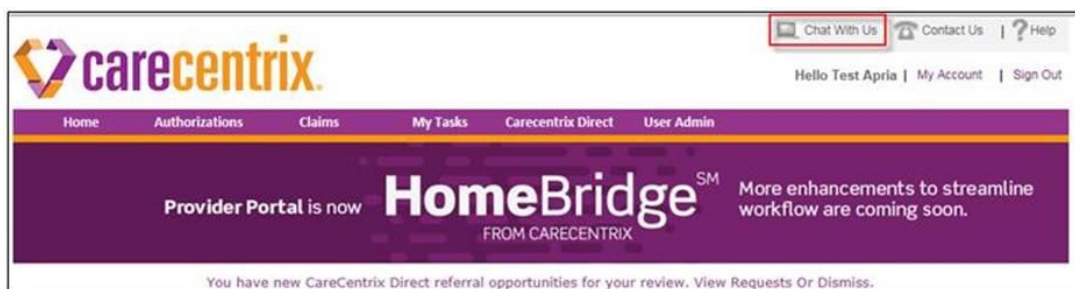 Chat With Us Contact Us | ? Help
carecentrix.
Hello Test Apria | My Account | Sign Out
Home Authorizations Claims My Tasks Carecentrix Direct User Admin
Provider Portal is now HomeBridge SM
FROM CARECENTRIX
More enhancements to streamline
workflow are coming soon.
You have new CareCentrix Direct referral opportunities for your review. View Requests Or Dismiss.